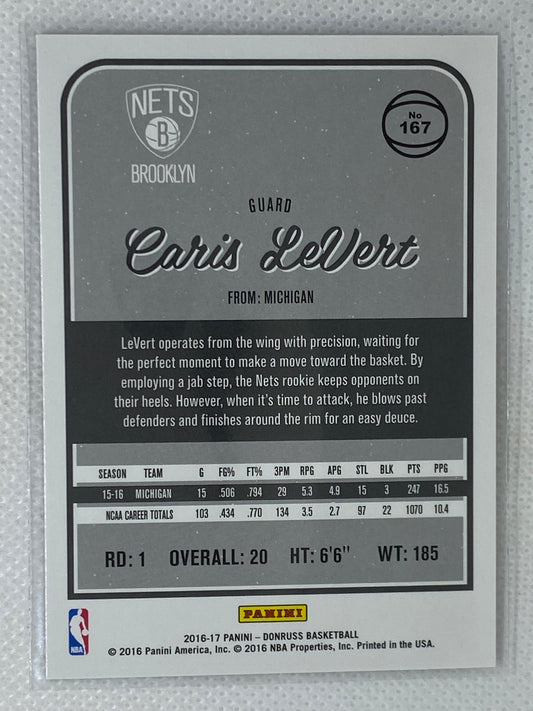 NETS
B
BROOKLYN
No
167
GUARD
Caris LeVert
FROM: MICHIGAN
LeVert operates from the wing with precision, waiting for
the perfect moment to make a move toward the basket. By
employing a jab step, the Nets rookie keeps opponents on
their heels. However, when it's time to attack, he blows past
defenders and finishes around the rim for an easy deuce.
SEASON TEAM G FG% FT% 3PM RPG APG STL BLK PTS PPG
15-16 MICHIGAN 15 .506 .794 29 5.3 4.9 15 3 247 16.5
NCAA CAREER TOTALS 103 .434 .770 134 3.5 2.7 97 22 1070 10.4
RD: 1 OVERALL: 20 HT: 6'6" WT: 185
PANINI
NBA
2016-17 PANINI – DONRUSS BASKETBALL
© 2016 Panini America, Inc. © 2016 NBA Properties, Inc. Printed in the USA.